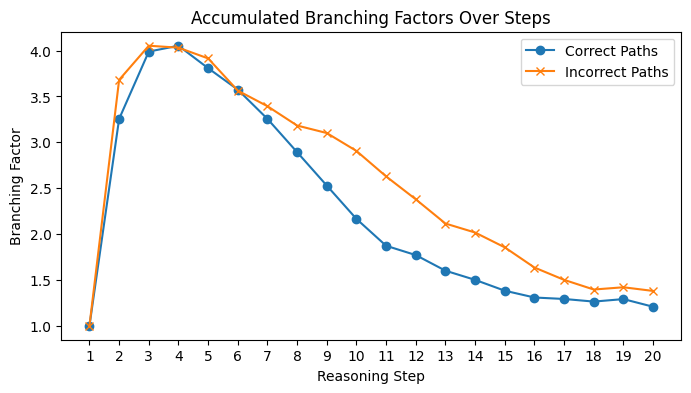 Accumulated Branching Factors Over Steps
Correct Paths
Incorrect Paths
Branching Factor
4.0
3.5
3.0
2.5
2.0
1.5
1.0
1 2 3 4 5 6 7 8 9 10 11 12 13 14 15 16 17 18 19 20
Reasoning Step